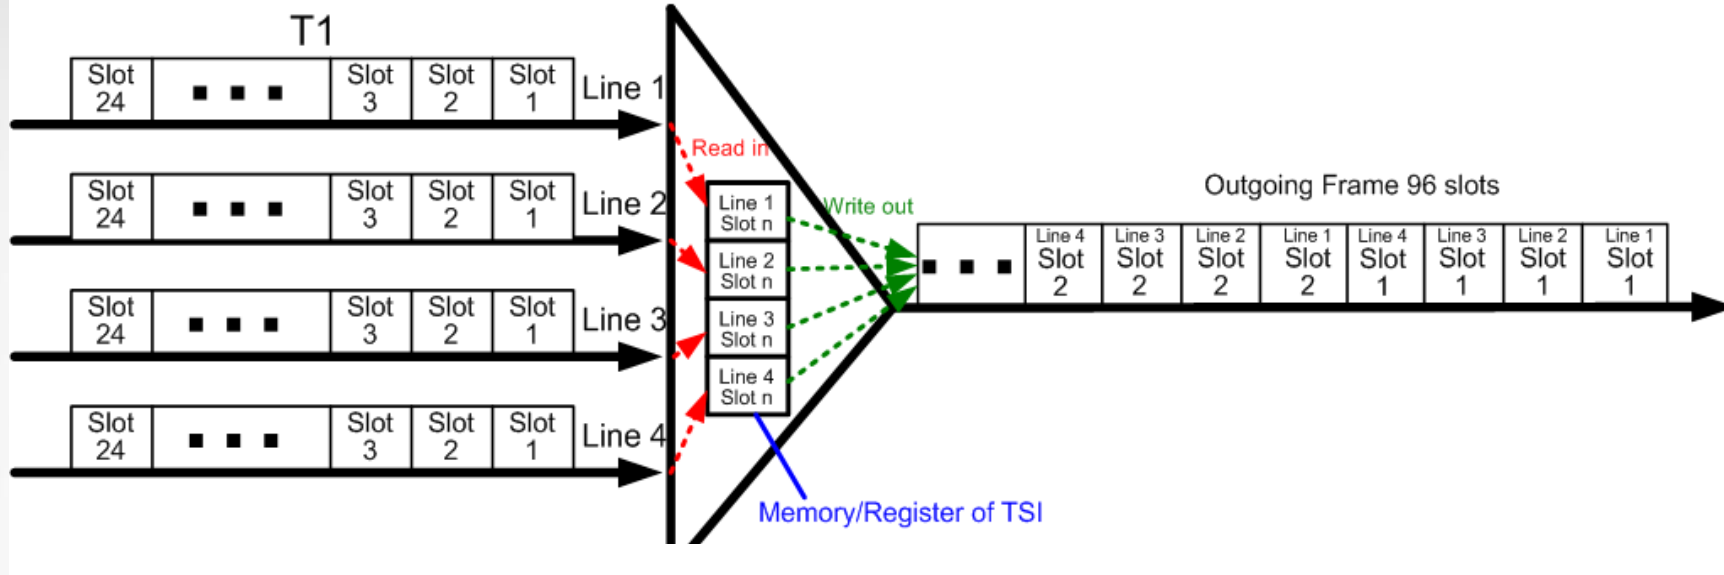 T1
Slot
24
Slot
3
Slot
2
Slot
1
Line 1
Slot
24
Slot
3
Slot
2
Slot
1
Line 2
Slot
24
Slot
3
Slot
2
Slot
1
Line 3
Slot
24
Slot
3
Slot
2
Slot
1
Line 4
Read in
Line 1
Slot n
Line 2
Slot n
Line 3
Slot n
Line 4
Slot n
Write out
Memory/Register of TSI
Outgoing Frame 96 slots
Line 4
Slot
2
Line 3
Slot
2
Line 2
Slot
2
Line 1
Slot
2
Line 4
Slot
1
Line 3
Slot
1
Line 2
Slot
1
Line 1
Slot
1